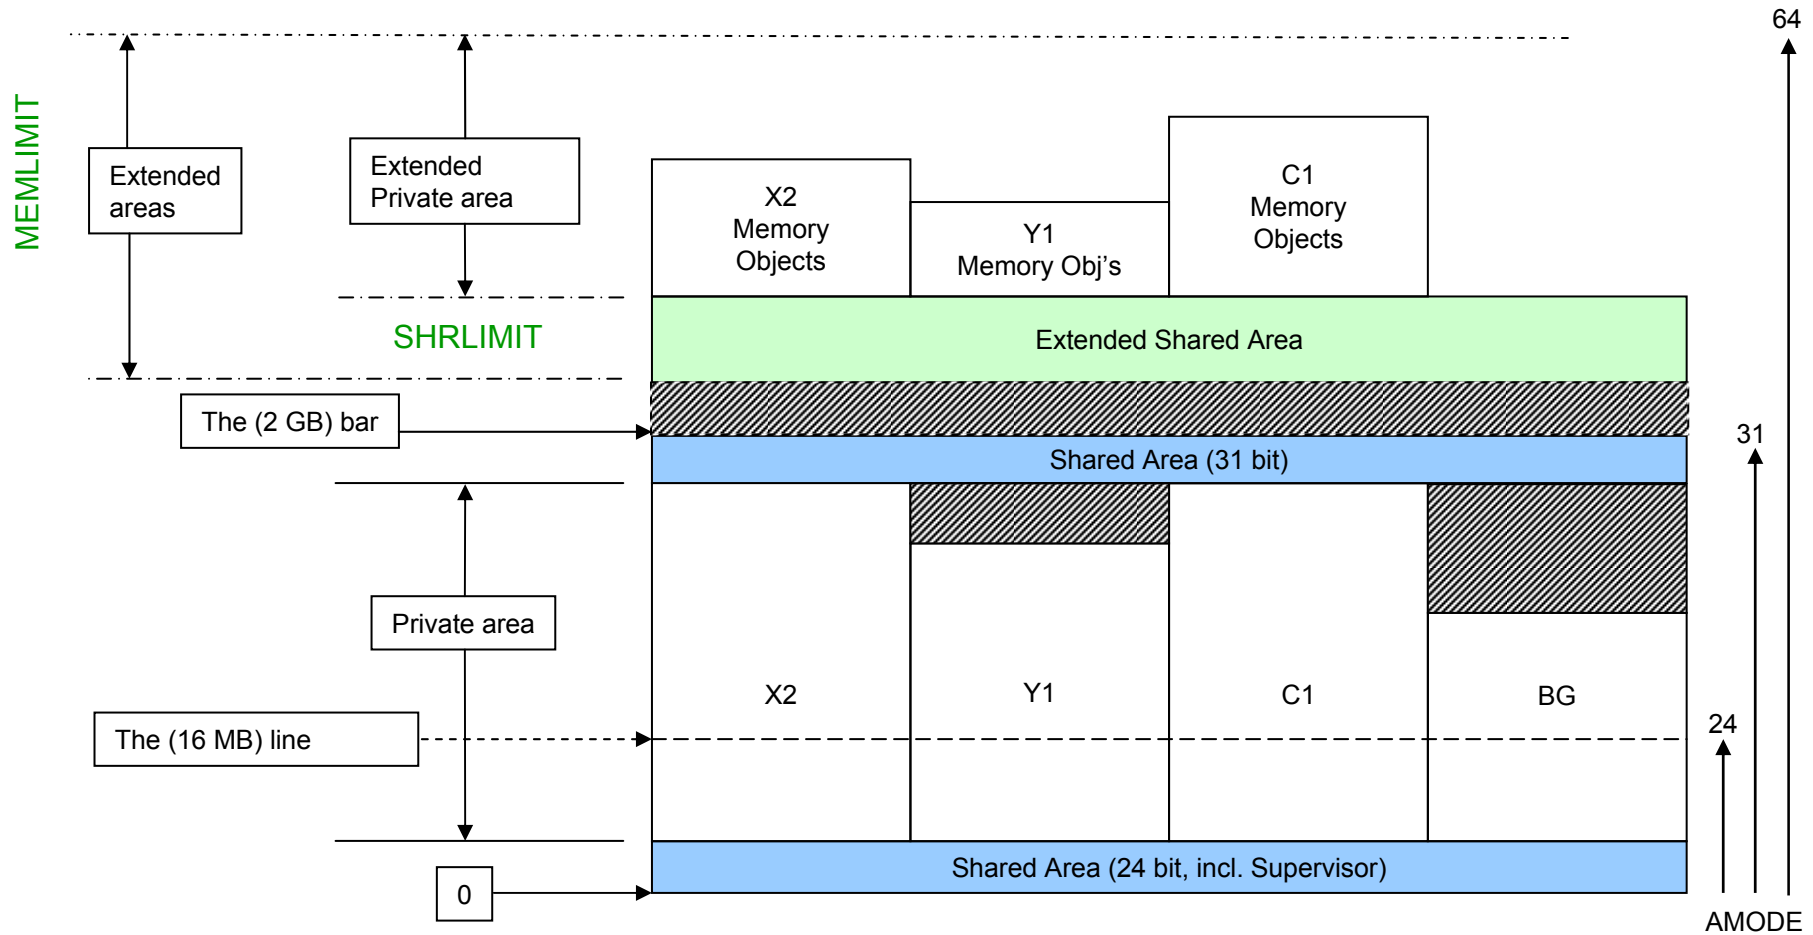 64
MEMLIMIT
Extended
areas
Extended
Private area
X2
Memory
Objects
Y1
Memory Obj's
C1
Memory
Objects
SHRLIMIT
Extended Shared Area
The (2 GB) bar
31
Shared Area (31 bit)
Private area
X2
Y1
C1
BG
The (16 MB) line
24
Shared Area (24 bit, incl. Supervisor)
0
AMODE